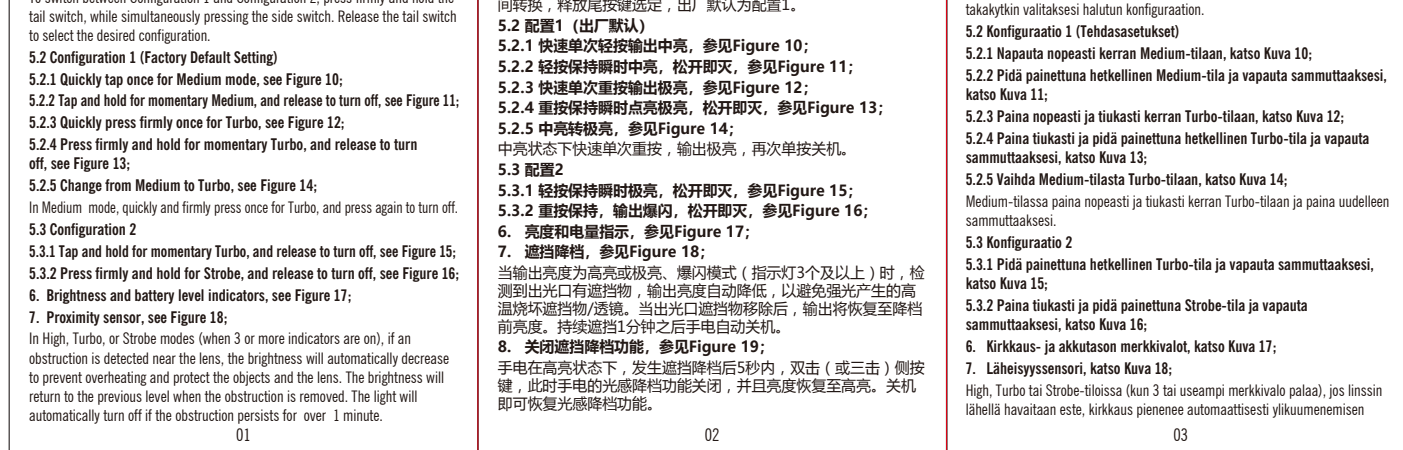 tail switch, while simultaneously pressing the side switch. Release the tail switch
to select the desired configuration.
5.2 Configuration 1 (Factory Default Setting)
5.2.1 Quickly tap once for Medium mode, see Figure 10;
5.2.2 Tap and hold for momentary Medium, and release to turn off, see Figure 11;
5.2.3 Quickly press firmly once for Turbo, see Figure 12;
5.2.4 Press firmly and hold for momentary Turbo, and release to turn
off, see Figure 13;
5.2.5 Change from Medium to Turbo, see Figure 14;
In Medium mode, quickly and firmly press once for Turbo, and press again to turn off.
5.3 Configuration 2
5.3.1 Tap and hold for momentary Turbo, and release to turn off, see Figure 15;
5.3.2 Press firmly and hold for Strobe, and release to turn off, see Figure 16;
6. Brightness and battery level indicators, see Figure 17;
7. Proximity sensor, see Figure 18;
In High, Turbo, or Strobe modes (when 3 or more indicators are on), if an
obstruction is detected near the lens, the brightness will automatically decrease
to prevent overheating and protect the objects and the lens. The brightness will
return to the previous level when the obstruction is removed. The light will
automatically turn off if the obstruction persists for over 1 minute.
01
间转换，释放尾按键选定，出厂默认为配置1。
5.2 配置1（出厂默认）
5.2.1 快速单次轻按输出中亮，参见Figure 10；
5.2.2 轻按保持瞬时中亮，松开即灭，参见Figure 11；
5.2.3 快速单次重按输出极亮，参见Figure 12；
5.2.4 重按保持瞬时点亮极亮，松开即灭，参见Figure 13；
5.2.5 中亮转极亮，参见Figure 14；
中亮状态下快速单次重按，输出极亮，再次单按关机。
5.3 配置2
5.3.1 轻按保持瞬时极亮，松开即灭，参见Figure 15；
5.3.2 重按保持，输出爆闪，松开即灭，参见Figure 16；
6. 亮度和电量指示，参见Figure 17；
7. 遮挡降档，参见Figure 18；
当输出亮度为高亮或极亮、爆闪模式（指示灯3个及以上）时，检
测到出光口有遮挡物，输出亮度自动降低，以避免强光产生的高
温烧坏遮挡物/透镜。当出光口遮挡物移除后，输出将恢复至降档
前亮度。持续遮挡1分钟之后手电自动关机。
8. 关闭遮挡降档功能，参见Figure 19；
手电在高亮状态下，发生遮挡降档后5秒内，双击（或三击）侧按
键，此时手电的光感降档功能关闭，并且亮度恢复至高亮。关机
即可恢复光感降档功能。
02
takakytkin valitaksesi halutun konfiguraation.
5.2 Konfiguraatio 1 (Tehdasasetukset)
5.2.1 Napauta nopeasti kerran Medium-tilaan, katso Kuva 10;
5.2.2 Pidä painettuna hetkellinen Medium-tila ja vapauta sammuttaaksesi,
katso Kuva 11;
5.2.3 Paina nopeasti ja tiukasti kerran Turbo-tilaan, katso Kuva 12;
5.2.4 Paina tiukasti ja pidä painettuna hetkellinen Turbo-tila ja vapauta
sammuttaaksesi, katso Kuva 13;
5.2.5 Vaihda Medium-tilasta Turbo-tilaan, katso Kuva 14;
Medium-tilassa paina nopeasti ja tiukasti kerran Turbo-tilaan ja paina uudelleen
sammuttaaksesi.
5.3 Konfiguraatio 2
5.3.1 Pidä painettuna hetkellinen Turbo-tila ja vapauta sammuttaaksesi,
katso Kuva 15;
5.3.2 Paina tiukasti ja pidä painettuna Strobe-tila ja vapauta
sammuttaaksesi, katso Kuva 16;
6. Kirkkaus- ja akkutason merkkivalot, katso Kuva 17;
7. Läheisyyssensori, katso Kuva 18;
High, Turbo tai Strobe-tiloissa (kun 3 tai useampi merkkivalo palaa), jos linssin
lähellä havaitaan este, kirkkaus pienenee automaattisesti ylikuumenemisen
03